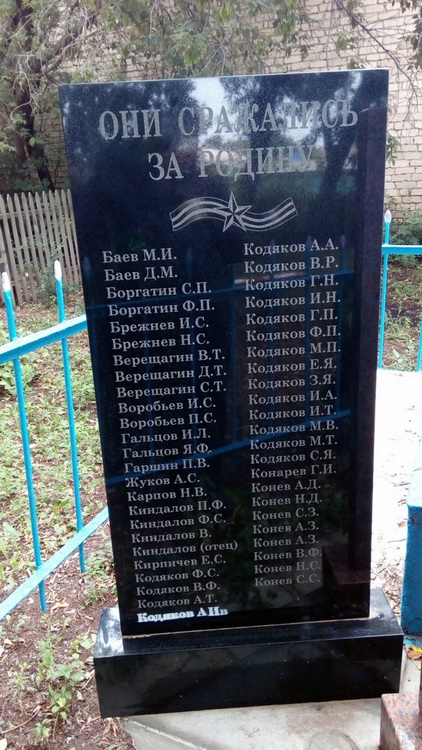 ОНИ СРАЖАЛИСЬ
ЗА РОДИНУ
Баев М.И.
Баев Д.М.
Боргатин С.П.
Боргатин Ф.П.
Брежнев И.С.
Брежнев Н.С.
Верещагин В.Т.
Верещагин Д.Т.
Верещагин С.Т.
Воробьев И.С.
Воробьев П.С.
Гальцов И.Л.
Гальцов Я.Ф.
Гаршин П.В.
Жуков А.С.
Карпов Н.В.
Киндалов П.Ф.
Киндалов Ф.С.
Киндалов В.
Киндалов (отец)
Кирпичев Е.С.
Кодяков Ф.С.
Кодяков В.Ф.
Кодяков А.Т.
Кодяков А Ив
Кодяков А.А.
Кодяков В.Р.
Кодяков Г.Н.
Кодяков И.Н.
Кодяков Г.П.
Кодяков Ф.П.
Кодяков М.П.
Кодяков Е.Я.
Кодяков З.Я.
Кодяков И.А.
Кодяков И.Т.
Кодяков М.В.
Кодяков М.Т.
Кодяков С.Я.
Конарев Г.И.
Конев А.Д.
Конев Н.Д.
Конев С.З.
Конев А.З.
Конев А.З.
Конев В.Ф.
Конев Н.С.
Конев С.С.